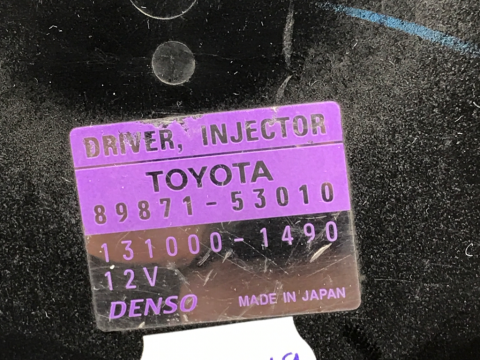 DRIVER, INJECTOR
TOYOTA
89871-53010
131000-1490
12V
DENSO MADE IN JAPAN